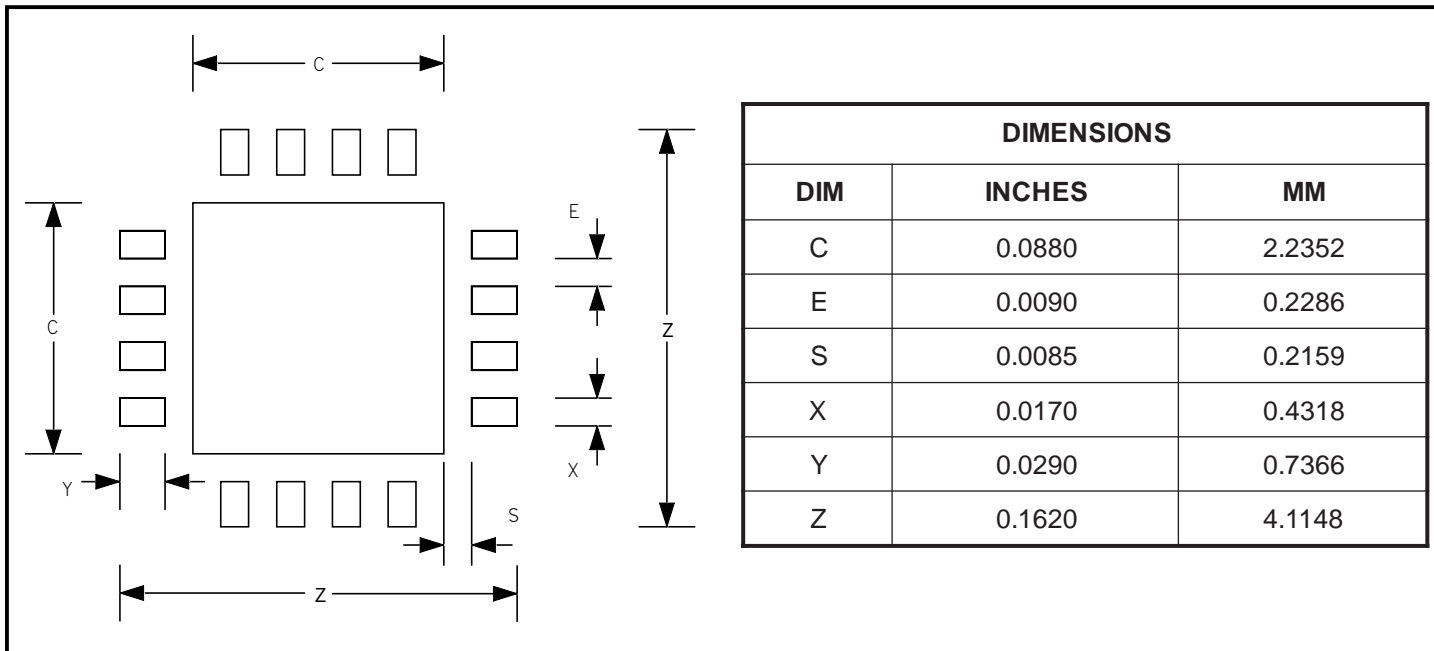 C
E
C
Z
Y
X
S
Z
DIMENSIONS
DIM INCHES MM
C 0.0880 2.2352
E 0.0090 0.2286
S 0.0085 0.2159
X 0.0170 0.4318
Y 0.0290 0.7366
Z 0.1620 4.1148